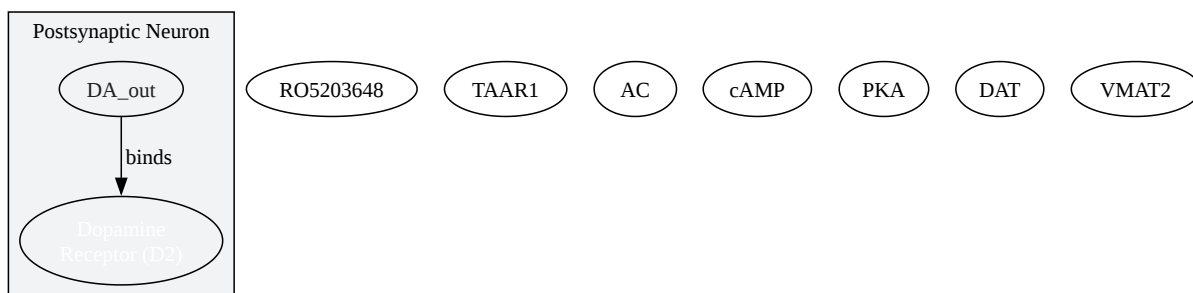 Postsynaptic Neuron
DA_out
RO5203648
TAAR1
AC
cAMP
PKA
DAT
VMAT2
binds
Dopamine
Receptor (D2)